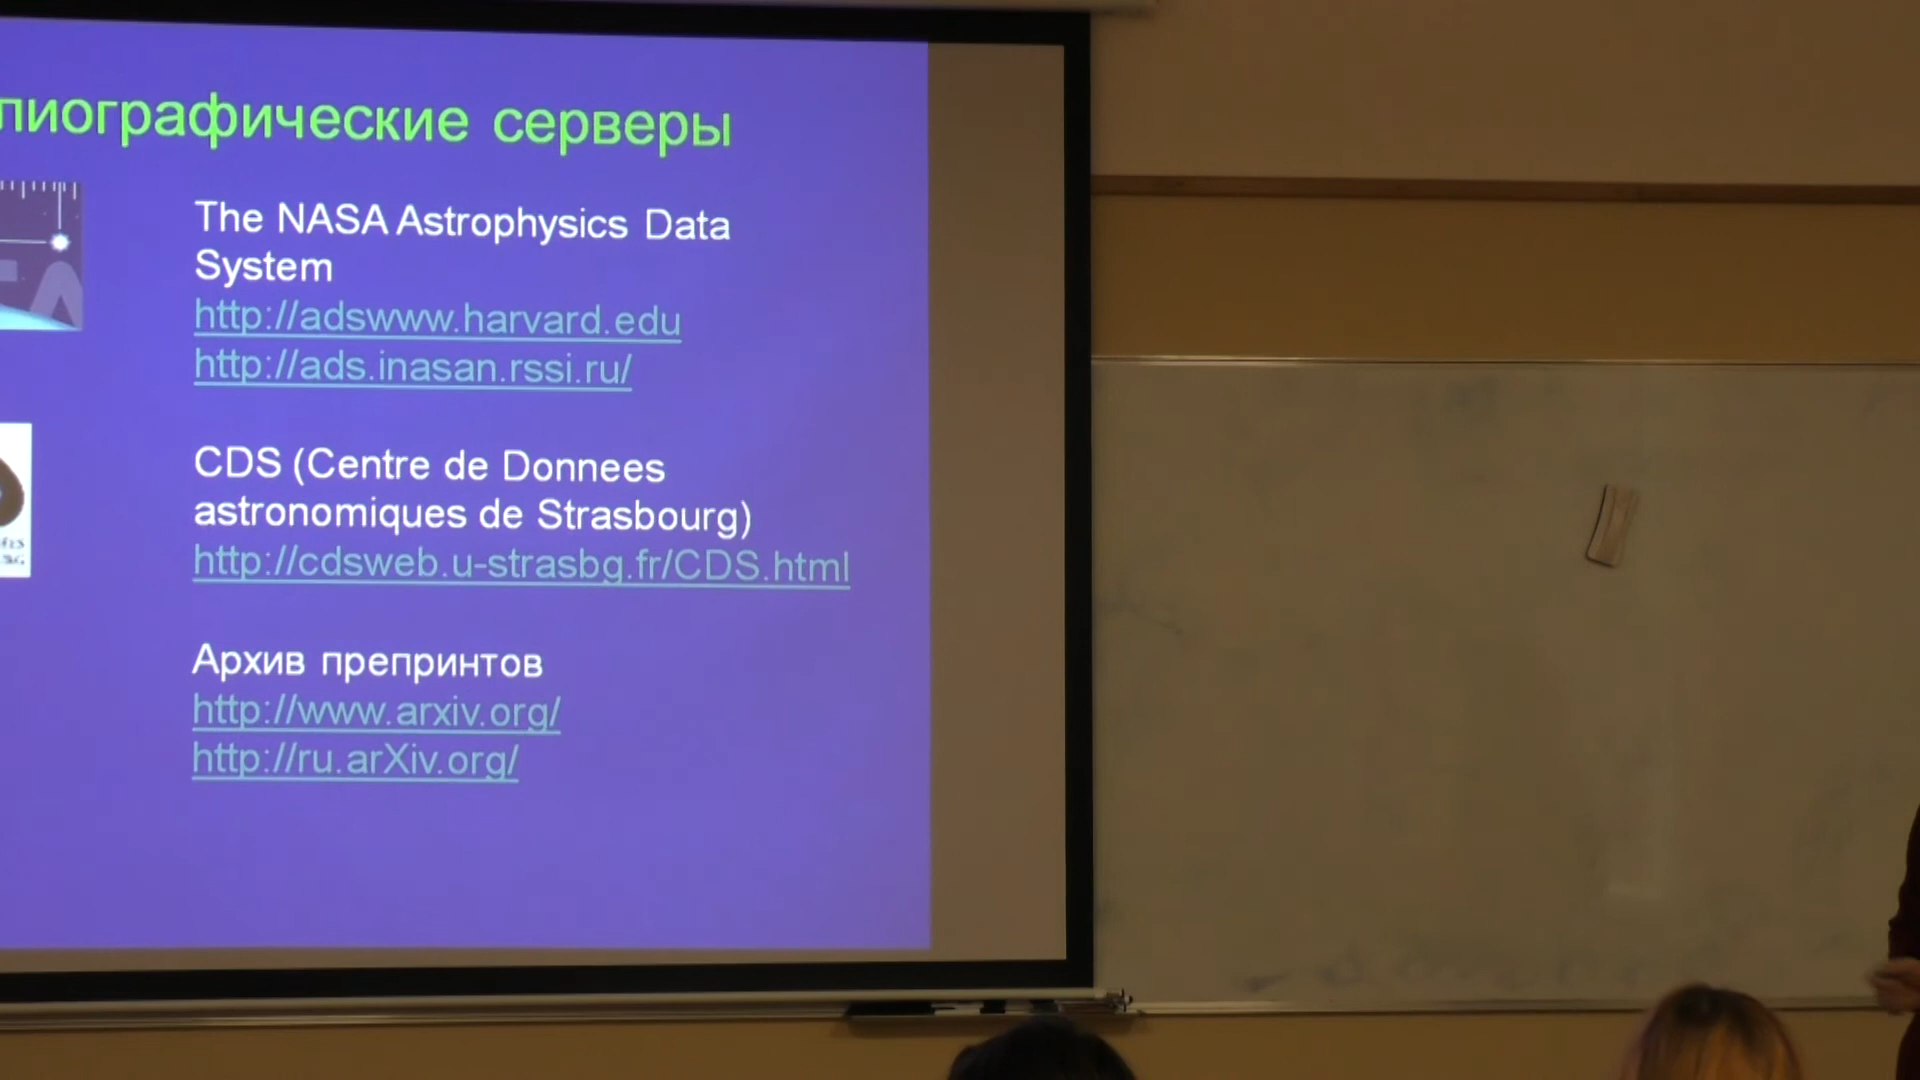 лиографические серверы
The NASA Astrophysics Data
System
http://adswww.harvard.edu
http://ads.inasan.rssi.ru/
CDS (Centre de Donnees
astronomiques de Strasbourg)
http://cdsweb.u-strasbg.fr/CDS.html
Архив препринтов
http://www.arxiv.org/
http://ru.arXiv.org/